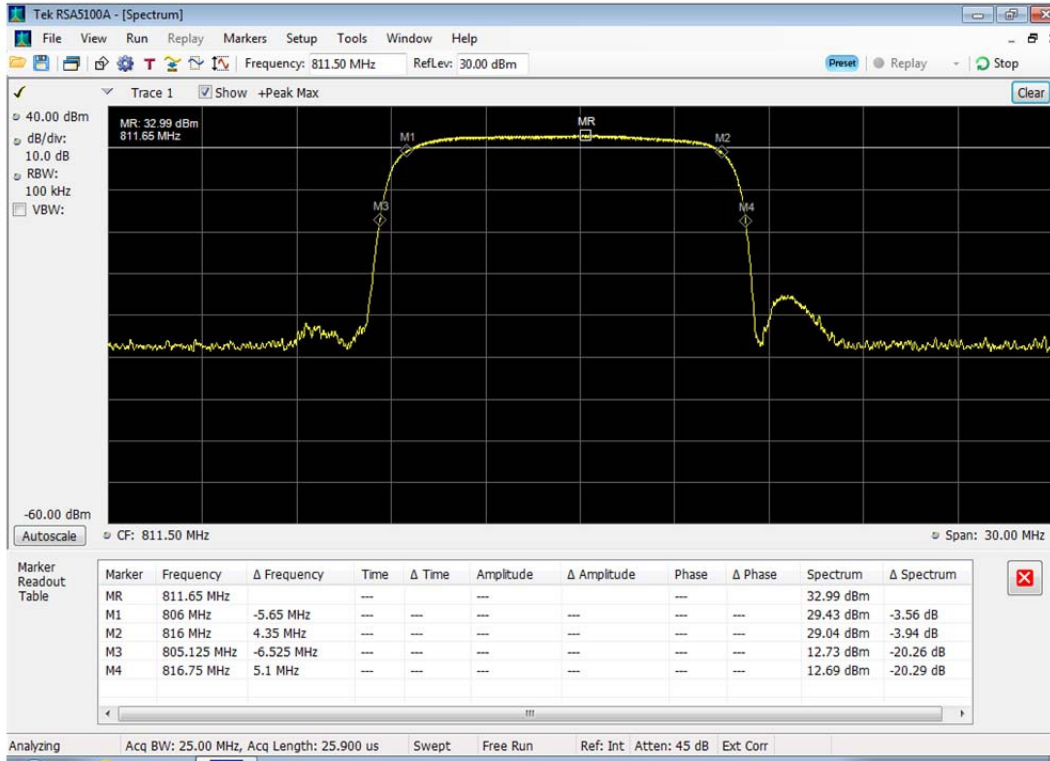 Tek RSA5100A - [Spectrum]
File View Run Replay Markers Setup Tools Window Help
T Frequency: 811.50 MHz RefLev: 30.00 dBm Preset Replay Stop
Trace 1 Show +Peak Max Clear
40.00 dBm
dB/div:
10.0 dB
RBW:
100 kHz
VBW:
MR: 32.99 dBm
811.65 MHz
MR
M1
M2
M3
M4
-60.00 dBm
Autoscale CF: 811.50 MHz Span: 30.00 MHz
Marker
Readout
Table
Marker Frequency Δ Frequency Time Δ Time Amplitude Δ Amplitude Phase Δ Phase Spectrum Δ Spectrum
MR 811.65 MHz --- --- --- 32.99 dBm
M1 806 MHz -5.65 MHz --- --- --- --- --- --- 29.43 dBm -3.56 dB
M2 816 MHz 4.35 MHz --- --- --- --- --- --- 29.04 dBm -3.94 dB
M3 805.125 MHz -6.525 MHz --- --- --- --- --- --- 12.73 dBm -20.26 dB
M4 816.75 MHz 5.1 MHz --- --- --- --- --- --- 12.69 dBm -20.29 dB
Analyzing Acq BW: 25.00 MHz, Acq Length: 25.900 us Swept Free Run Ref: Int Atten: 45 dB Ext Corr